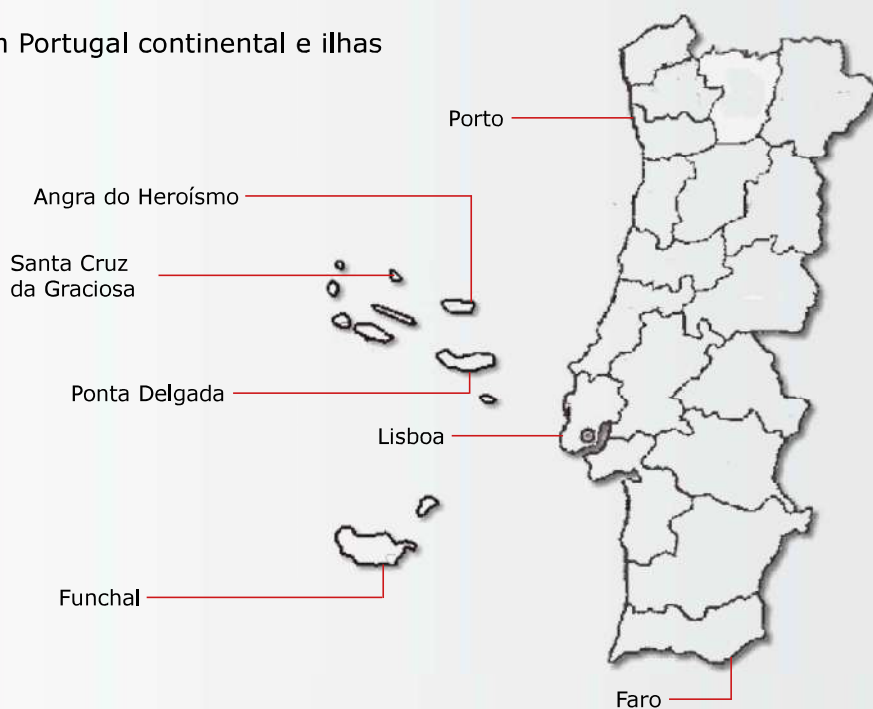 m Portugal continental e ilhas
Porto
Angra do Heroísmo
Santa Cruz
da Graciosa
Ponta Delgada
Lisboa
Funchal
Faro